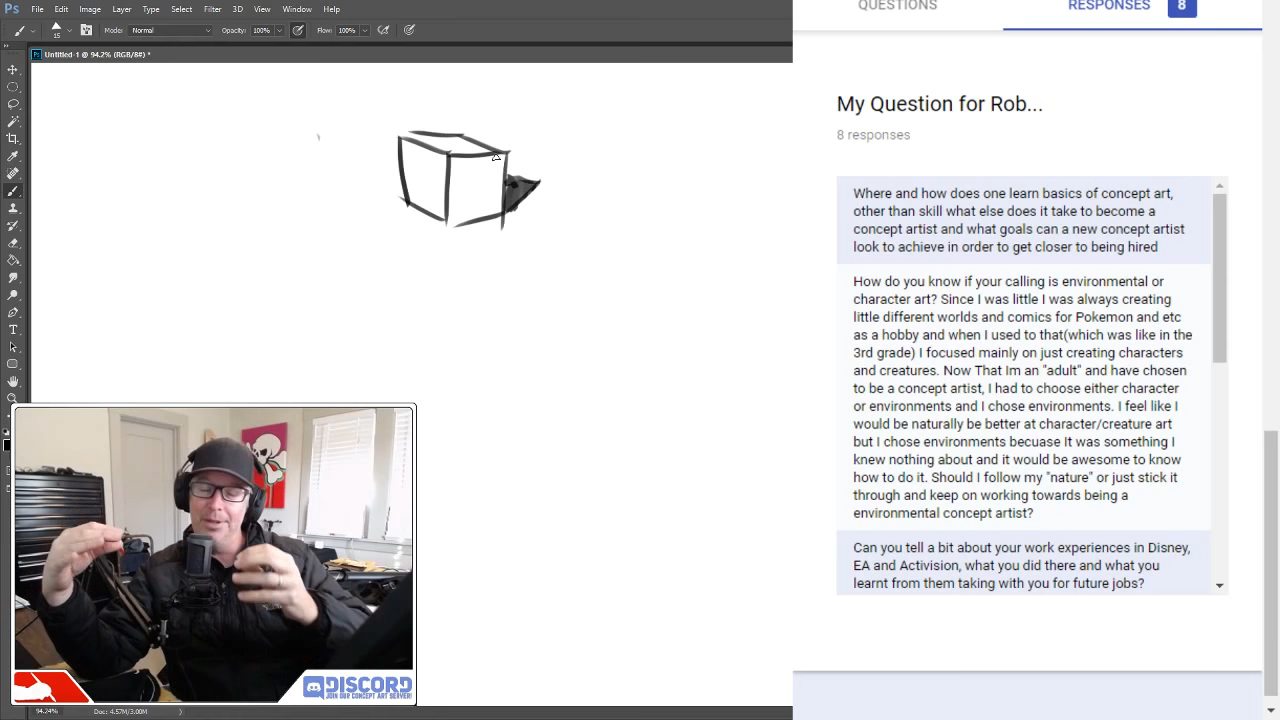 Ps File Edit Image Layer Type Select Filter 3D View Window Help
15 Mode: Normal Opacity: 100% Flow: 100%
Untitled-1 @ 94.2% (RGB/8#) *
QUESTIONS RESPONSES 8
My Question for Rob...
8 responses
Where and how does one learn basics of concept art,
other than skill what else does it take to become a
concept artist and what goals can a new concept artist
look to achieve in order to get closer to being hired
How do you know if your calling is environmental or
character art? Since I was little I was always creating
little different worlds and comics for Pokemon and etc
as a hobby and when I used to that(which was like in the
3rd grade) I focused mainly on just creating characters
and creatures. Now That Im an "adult" and have chosen
to be a concept artist, I had to choose either character
or environments and I chose environments. I feel like I
would be naturally be better at character/creature art
but I chose environments becuase It was something I
knew nothing about and it would be awesome to know
how to do it. Should I follow my "nature" or just stick it
through and keep on working towards being a
environmental concept artist?
Can you tell a bit about your work experiences in Disney,
EA and Activision, what you did there and what you
learnt from them taking with you for future jobs?
DISCORD
JOIN OUR CONCEPT ART SERVER!
94.24% Doc: 4.57M/3.00M